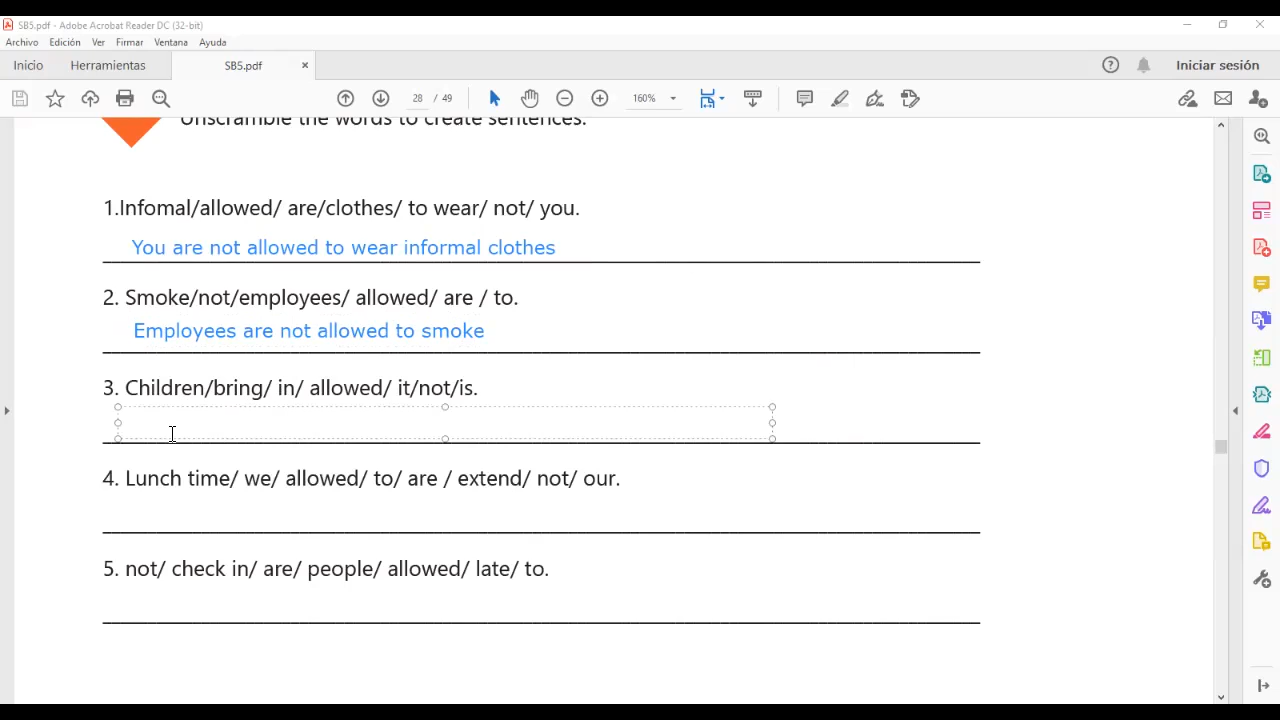 SB5.pdf - Adobe Acrobat Reader DC (32-bit)
Archivo Edición Ver Firmar Ventana Ayuda
Inicio Herramientas SB5.pdf × Iniciar sesión
28 / 49 160%
Unscramble the words to create sentences.
1.Infomal/allowed/ are/clothes/ to wear/ not/ you.
You are not allowed to wear informal clothes
2. Smoke/not/employees/ allowed/ are / to.
Employees are not allowed to smoke
3. Children/bring/ in/ allowed/ it/not/is.
4. Lunch time/ we/ allowed/ to/ are / extend/ not/ our.
5. not/ check in/ are/ people/ allowed/ late/ to.